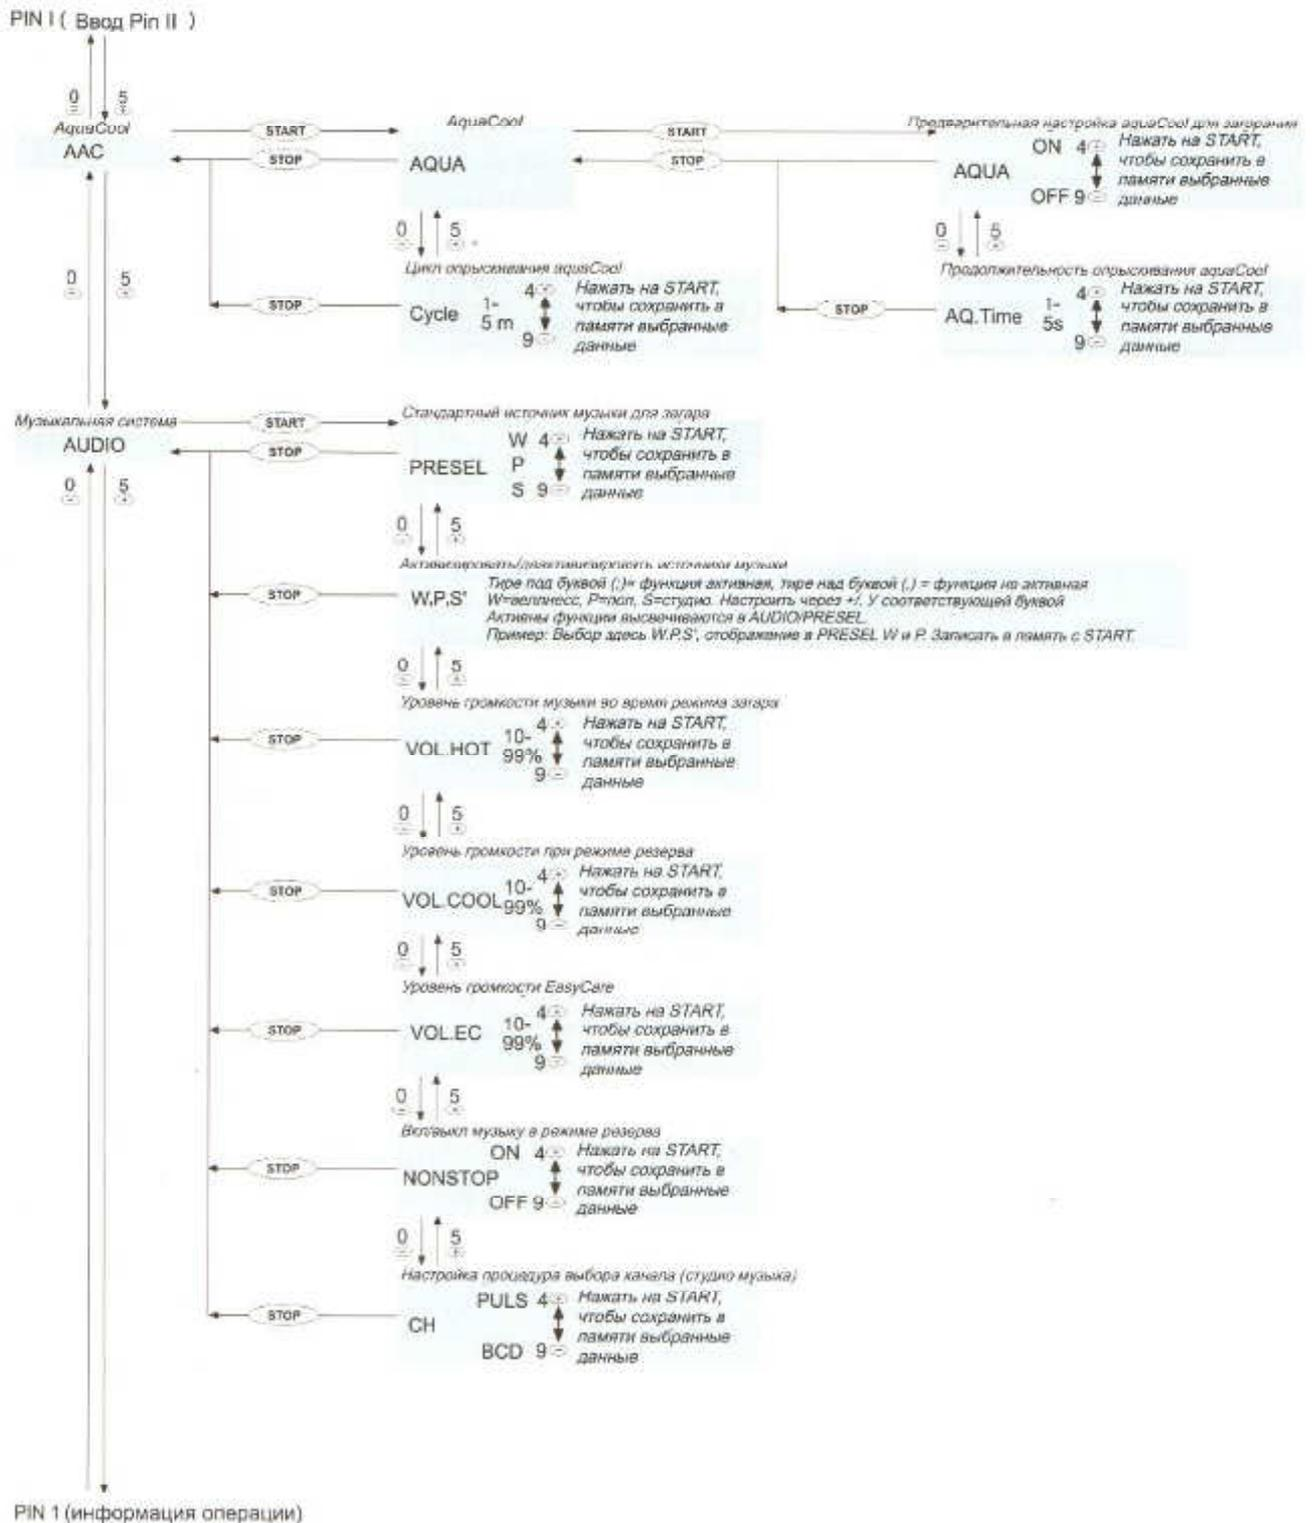 PIN I ( Ввод Pin II )
0 5
AquaCool
AAC
START
STOP
AquaCool
AQUA
START
STOP
Предварительная настройка aquaCool для загорания
AQUA
ON 4
OFF 9
Нажать на START,
чтобы сохранить в
памяти выбранные
данные
0 5
0 5
0 5
Цикл опрыскивания aquaCool
STOP
Cycle
1-
5 m
4
9
Нажать на START,
чтобы сохранить в
памяти выбранные
данные
Продолжительность опрыскивания aquaCool
STOP
AQ.Time
1-
5s
4
9
Нажать на START,
чтобы сохранить в
памяти выбранные
данные
Музыкальная система
AUDIO
START
STOP
0 5
Стандартный источник музыки для загара
PRESEL
W 4
P
S 9
Нажать на START,
чтобы сохранить в
памяти выбранные
данные
0 5
Активизировать/деактивизировать источники музыки
STOP
W.P.S'
Тире под буквой (;)= функция активная, тире над буквой (,) = функция не активная
W=веллнесс, P=поп, S=студио. Настроить через +/. У соответствующей буквой
Активны функции высвечиваются в AUDIO/PRESEL.
Пример: Выбор здесь W.P.S', отображение в PRESEL W и P. Записать в память с START.
0 5
Уровень громкости музыки во время режима загара
STOP
VOL.HOT
10-
99%
4
9
Нажать на START,
чтобы сохранить в
памяти выбранные
данные
0 5
Уровень громкости при режиме резерва
STOP
VOL.COOL
10-
99%
4
9
Нажать на START,
чтобы сохранить в
памяти выбранные
данные
0 5
Уровень громкости EasyCare
STOP
VOL.EC
10-
99%
4
9
Нажать на START,
чтобы сохранить в
памяти выбранные
данные
0 5
Вкл/выкл музыку в режиме резерва
STOP
NONSTOP
ON 4
OFF 9
Нажать на START,
чтобы сохранить в
памяти выбранные
данные
0 5
Настройка процедура выбора канала (студио музыка)
STOP
CH
PULS 4
BCD 9
Нажать на START,
чтобы сохранить в
памяти выбранные
данные
PIN 1 (информация операции)